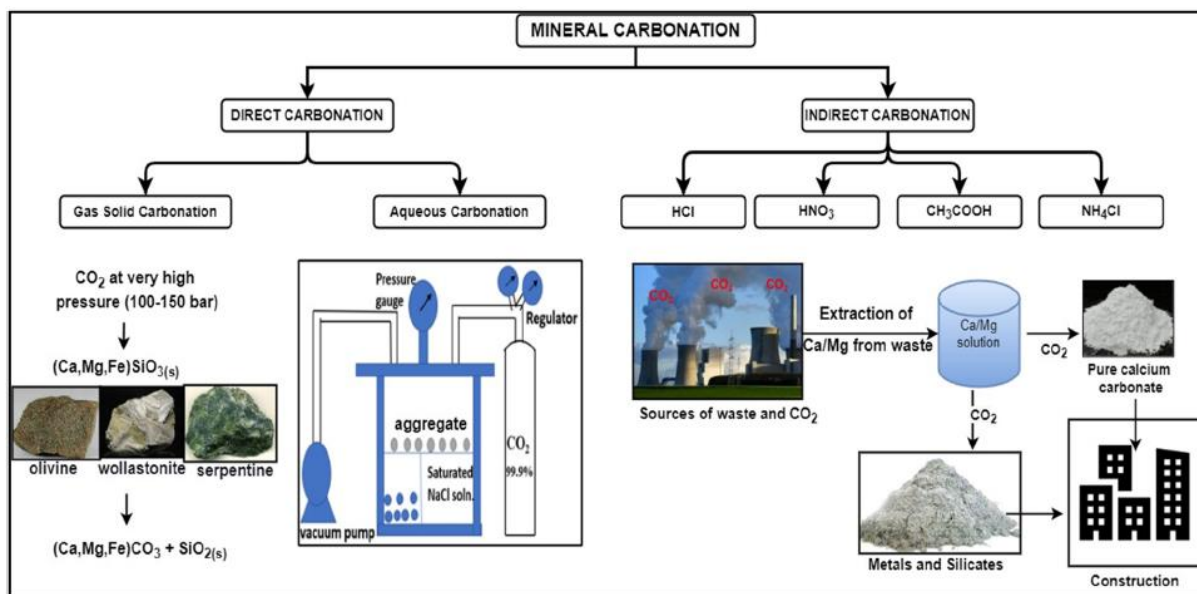 MINERAL CARBONATION
DIRECT CARBONATION
INDIRECT CARBONATION
Gas Solid Carbonation
Aqueous Carbonation
HCl
HNO₃
CH₃COOH
NH₄Cl
CO₂ at very high
pressure (100-150 bar)
(Ca,Mg,Fe)SiO₃₍ₛ₎
olivine
wollastonite
serpentine
(Ca,Mg,Fe)CO₃ + SiO₂₍ₛ₎
Pressure
gauge
Regulator
aggregate
CO₂
99.9%
Saturated
NaCl soln.
vacuum pump
CO₂
CO₂
CO₂
Sources of waste and CO₂
Extraction of
Ca/Mg from waste
Ca/Mg
solution
CO₂
Pure calcium
carbonate
CO₂
Metals and Silicates
Construction